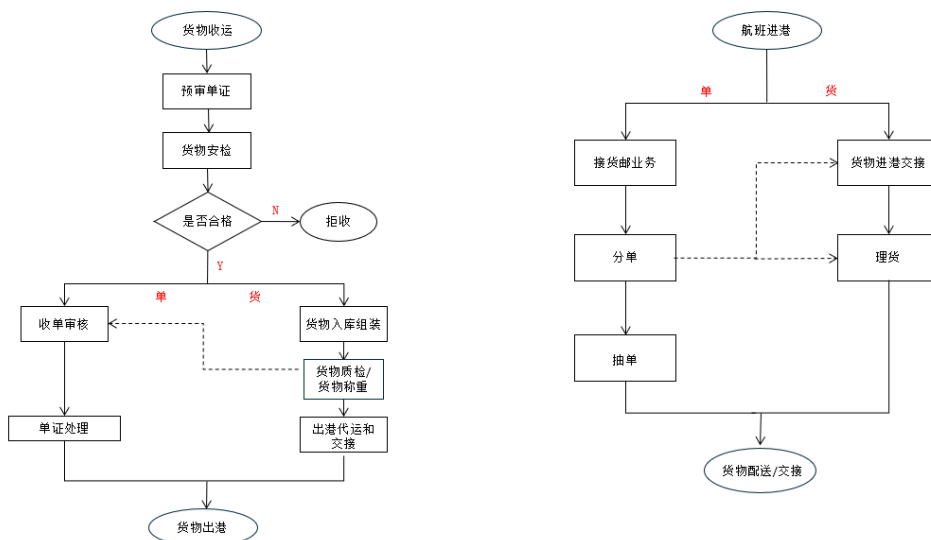 货物收运
预审单证
货物安检
是否合格
N
拒收
Y
单
货
收单审核
货物入库组装
货物质检/
货物称重
单证处理
出港代运和
交接
货物出港
航班进港
单
货
接货邮业务
货物进港交接
分单
理货
抽单
货物配送/交接